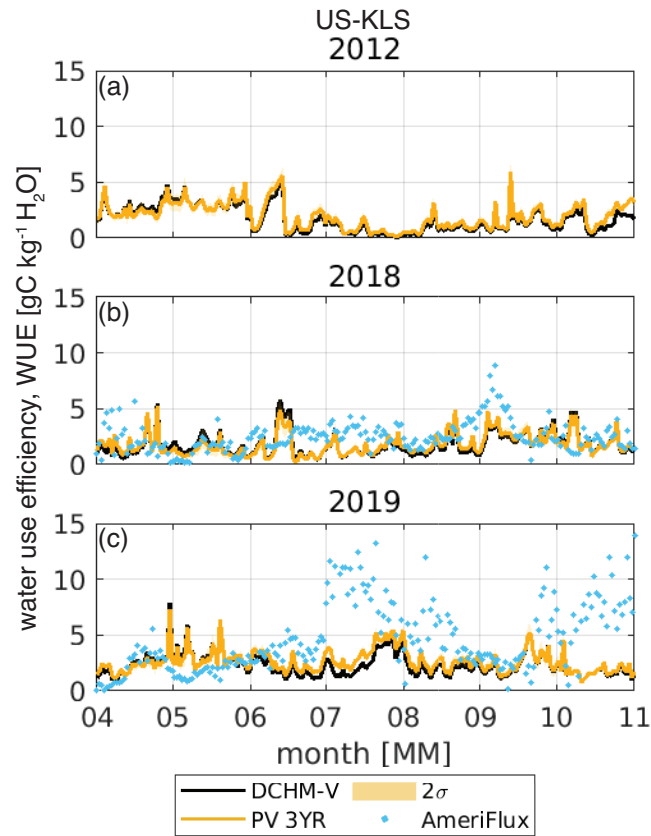 US-KLS
2012
(a)
15
10
5
0
2018
(b)
15
10
5
0
2019
(c)
15
10
5
0
04 05 06 07 08 09 10 11
month [MM]
water use efficiency, WUE [gC kg⁻¹ H₂O]
DCHM-V 2σ
PV 3YR AmeriFlux